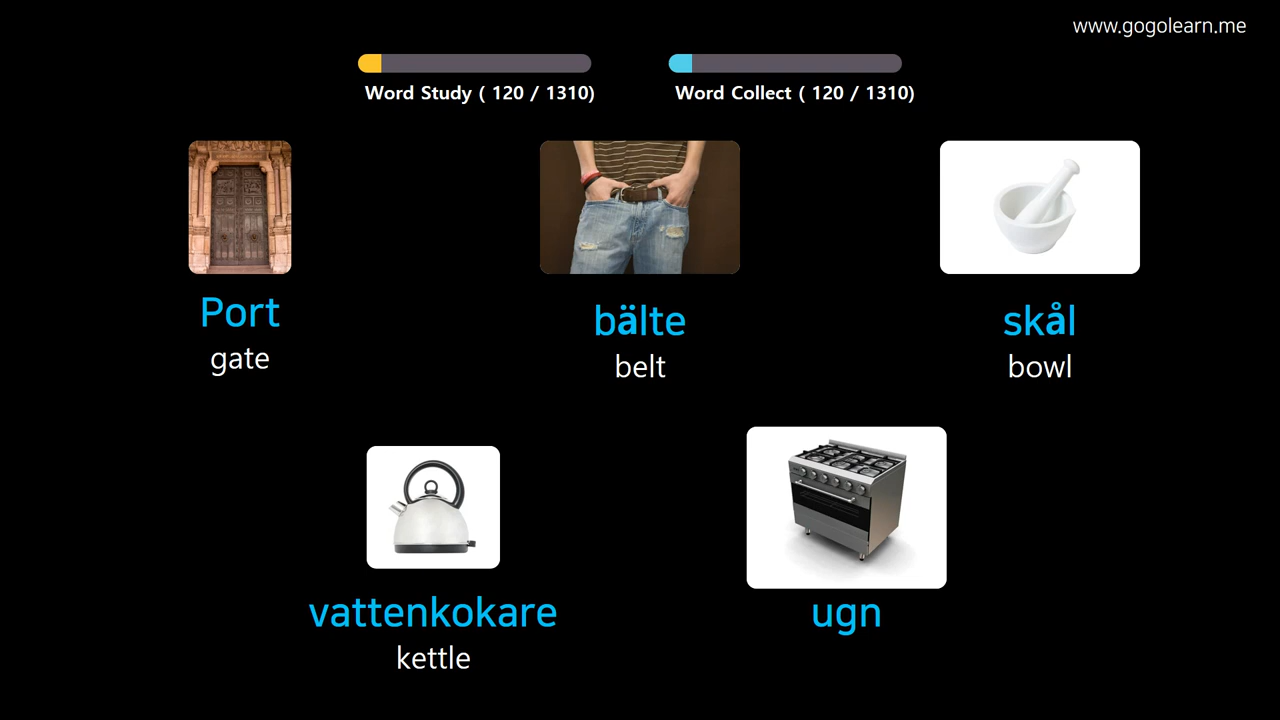 www.gogolearn.me
Word Study ( 120 / 1310)
Word Collect ( 120 / 1310)
Port
gate
bälte
belt
skål
bowl
vattenkokare
kettle
ugn